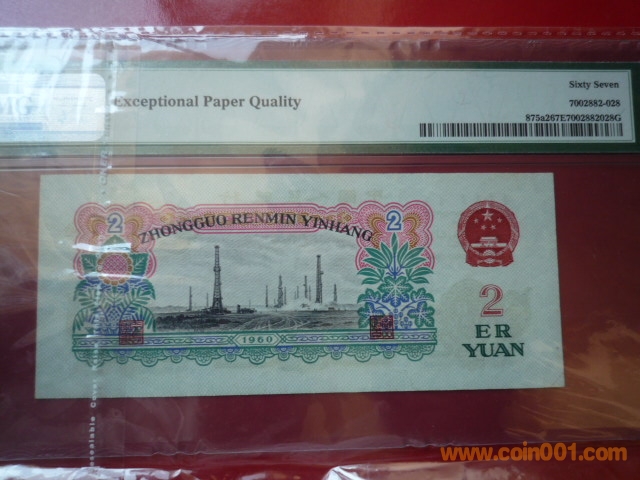 Sixty Seven
Exceptional Paper Quality
7002882-028
875a267E7002882028G
2 ZHONGGUO RENMIN YINHANG 2
2
ER
YUAN
1960
www.coin001.com